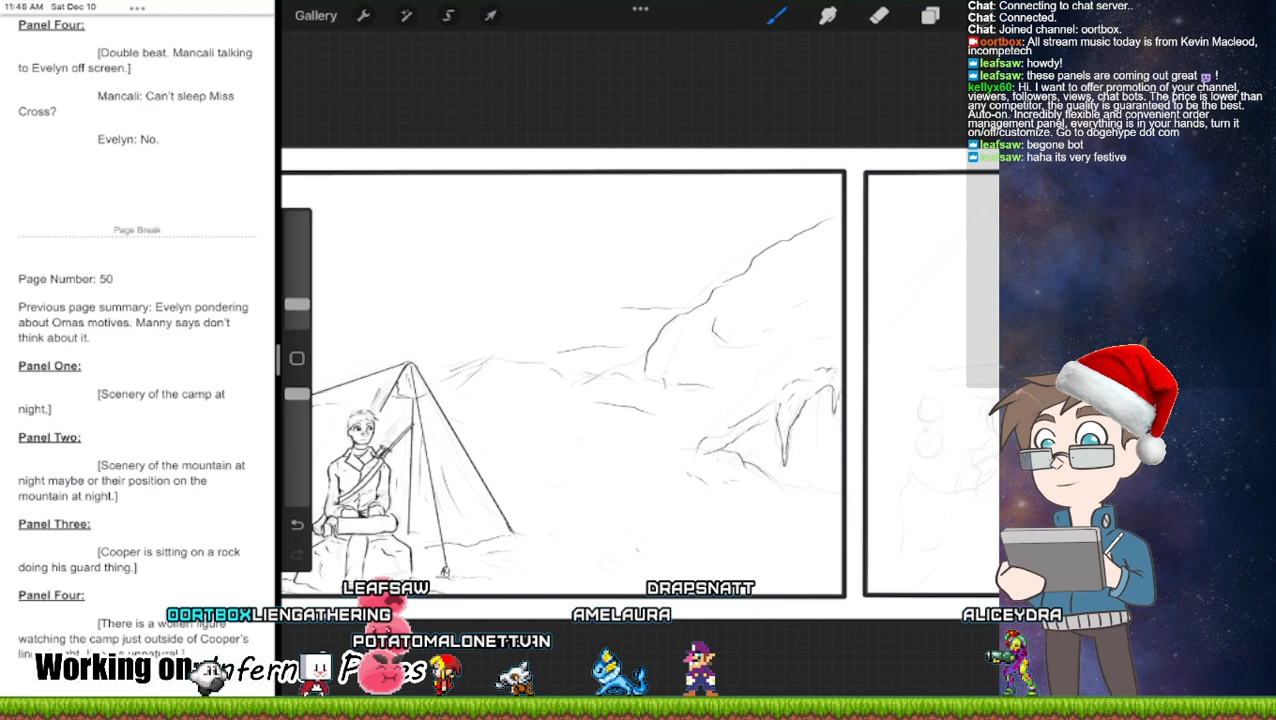 11:46 AM Sat Dec 10
Panel Four:
[Double beat. Mancali talking
to Evelyn off screen.]
Mancali: Can't sleep Miss
Cross?
Evelyn: No.
Page Break
Page Number: 50
Previous page summary: Evelyn pondering
about Omas motives. Manny says don't
think about it.
Panel One:
[Scenery of the camp at
night.]
Panel Two:
[Scenery of the mountain at
night maybe or their position on the
mountain at night.]
Panel Three:
[Cooper is sitting on a rock
doing his guard thing.]
Panel Four:
[There is a wolfen figure
watching the camp just outside of Cooper's
Gallery
Chat: Connecting to chat server..
Chat: Connected.
Chat: Joined channel: oortbox.
oortbox: All stream music today is from Kevin Macleod,
incompetech
leafsaw: howdy!
leafsaw: these panels are coming out great !
kellyx60: Hi. I want to offer promotion of your channel,
viewers, followers, views, chat bots. The price is lower than
any competitor, the quality is guaranteed to be the best.
Auto-on. Incredibly flexible and convenient order
management panel, everything is in your hands, turn it
on/off/customize. Go to dogehype dot com
leafsaw: begone bot
leafsaw: haha its very festive
LEAFSAW
DRAPSNATT
OORTBOX
LIENGATHERING
AMELAURA
ALICEYDRA
Working on